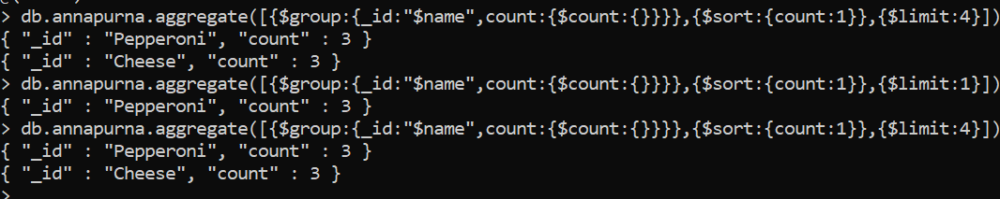 > db.annapurna.aggregate([{$group:{_id:"$name",count:{$count:{}}}},{$sort:{count:1}},{$limit:4}])
{ "_id" : "Pepperoni", "count" : 3 }
{ "_id" : "Cheese", "count" : 3 }
> db.annapurna.aggregate([{$group:{_id:"$name",count:{$count:{}}}},{$sort:{count:1}},{$limit:1}])
{ "_id" : "Pepperoni", "count" : 3 }
> db.annapurna.aggregate([{$group:{_id:"$name",count:{$count:{}}}},{$sort:{count:1}},{$limit:4}])
{ "_id" : "Pepperoni", "count" : 3 }
{ "_id" : "Cheese", "count" : 3 }
>